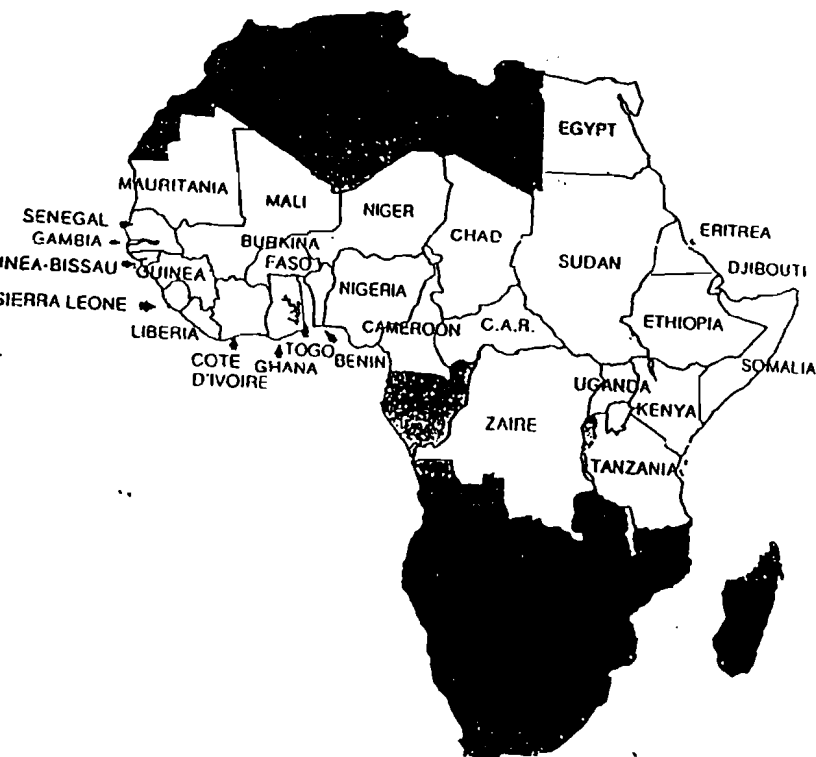 EGYPT
MAURITANIA
MALI
NIGER
CHAD
SUDAN
ERITREA
DJIBOUTI
SENEGAL
GAMBIA
INEA-BISSAU
GUINEA
BURKINA
FASO
NIGERIA
SIERRA LEONE
LIBERIA
COTE
D'IVOIRE
GHANA
TOGO
BENIN
CAMEROON
C.A.R.
ETHIOPIA
SOMALIA
UGANDA
KENYA
ZAIRE
TANZANIA